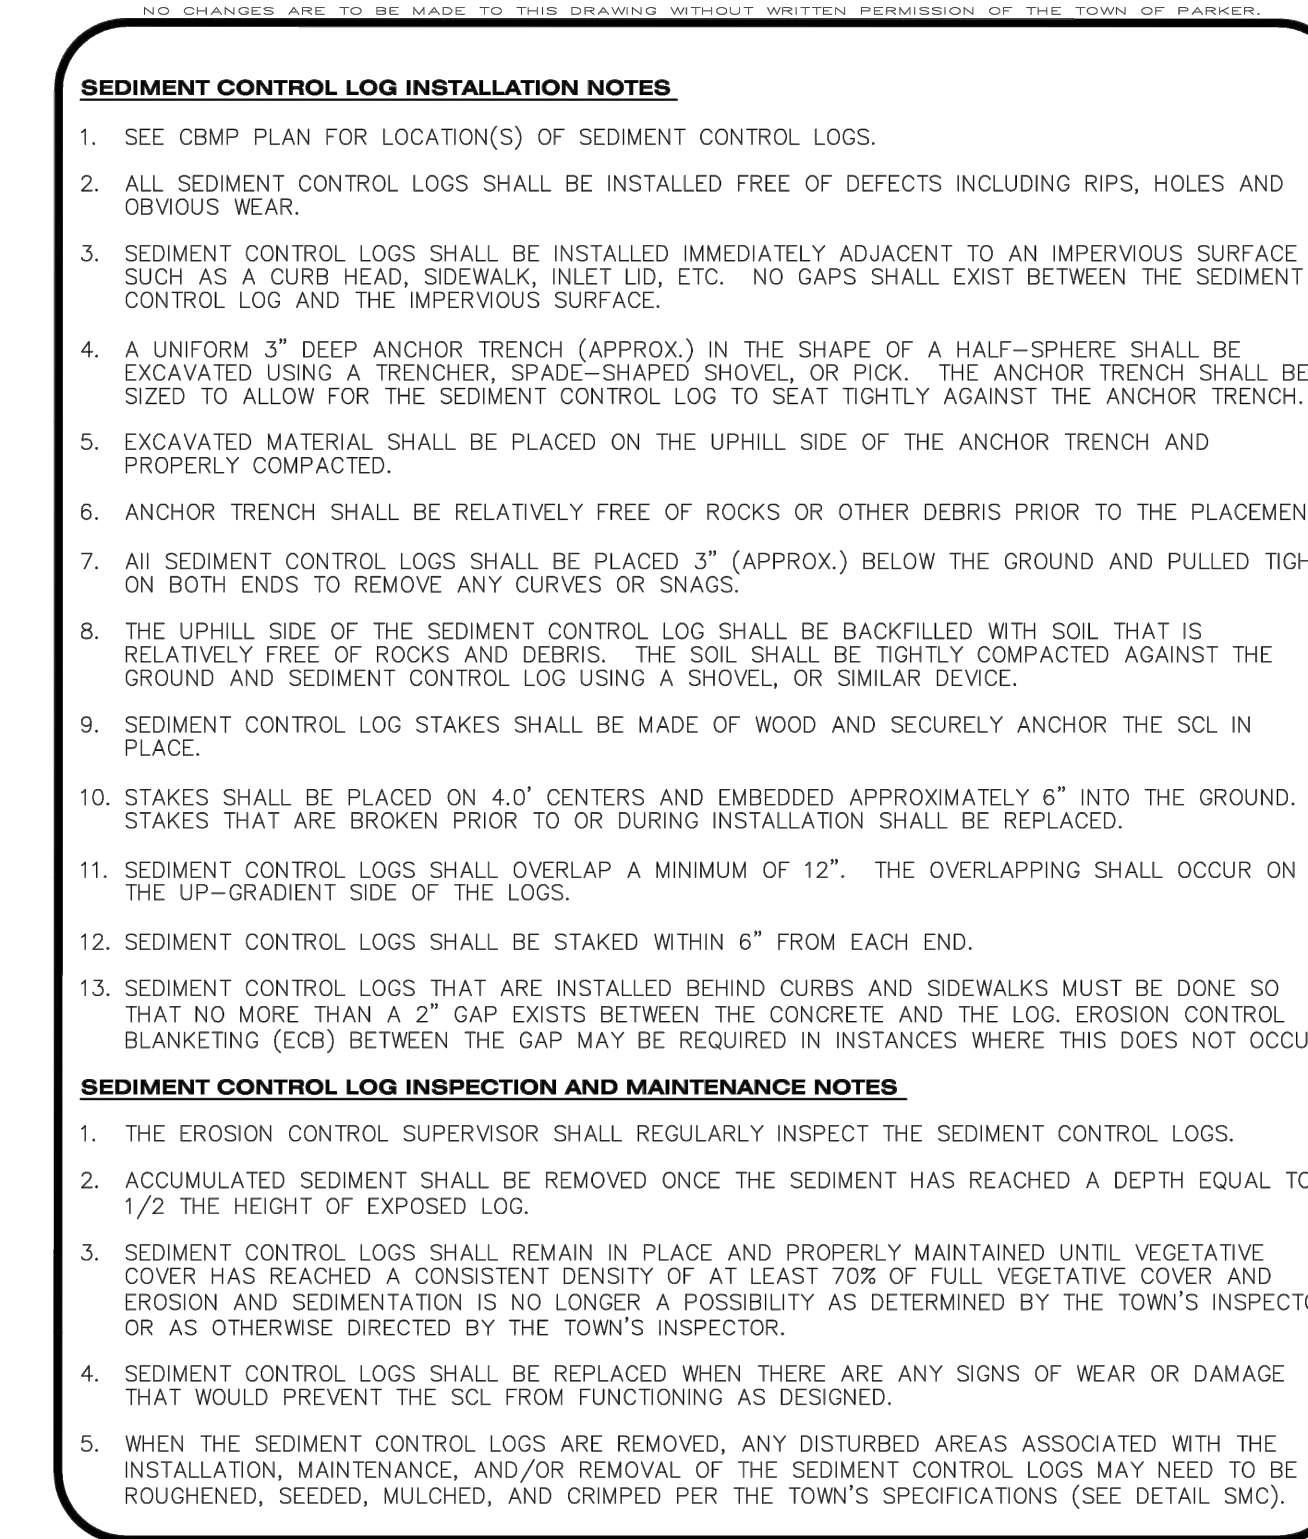 NO CHANGES ARE TO BE MADE TO THIS DRAWING WITHOUT WRITTEN PERMISSION OF THE TOWN OF PARKER.
SEDIMENT CONTROL LOG INSTALLATION NOTES
1. SEE CBMP PLAN FOR LOCATION(S) OF SEDIMENT CONTROL LOGS.
2. ALL SEDIMENT CONTROL LOGS SHALL BE INSTALLED FREE OF DEFECTS INCLUDING RIPS, HOLES AND
OBVIOUS WEAR.
3. SEDIMENT CONTROL LOGS SHALL BE INSTALLED IMMEDIATELY ADJACENT TO AN IMPERVIOUS SURFACE
SUCH AS A CURB HEAD, SIDEWALK, INLET LID, ETC. NO GAPS SHALL EXIST BETWEEN THE SEDIMENT
CONTROL LOG AND THE IMPERVIOUS SURFACE.
4. A UNIFORM 3" DEEP ANCHOR TRENCH (APPROX.) IN THE SHAPE OF A HALF-SPHERE SHALL BE
EXCAVATED USING A TRENCHER, SPADE-SHAPED SHOVEL, OR PICK. THE ANCHOR TRENCH SHALL BE
SIZED TO ALLOW FOR THE SEDIMENT CONTROL LOG TO SEAT TIGHTLY AGAINST THE ANCHOR TRENCH.
5. EXCAVATED MATERIAL SHALL BE PLACED ON THE UPHILL SIDE OF THE ANCHOR TRENCH AND
PROPERLY COMPACTED.
6. ANCHOR TRENCH SHALL BE RELATIVELY FREE OF ROCKS OR OTHER DEBRIS PRIOR TO THE PLACEMEN
7. All SEDIMENT CONTROL LOGS SHALL BE PLACED 3" (APPROX.) BELOW THE GROUND AND PULLED TIGH
ON BOTH ENDS TO REMOVE ANY CURVES OR SNAGS.
8. THE UPHILL SIDE OF THE SEDIMENT CONTROL LOG SHALL BE BACKFILLED WITH SOIL THAT IS
RELATIVELY FREE OF ROCKS AND DEBRIS. THE SOIL SHALL BE TIGHTLY COMPACTED AGAINST THE
GROUND AND SEDIMENT CONTROL LOG USING A SHOVEL, OR SIMILAR DEVICE.
9. SEDIMENT CONTROL LOG STAKES SHALL BE MADE OF WOOD AND SECURELY ANCHOR THE SCL IN
PLACE.
10. STAKES SHALL BE PLACED ON 4.0' CENTERS AND EMBEDDED APPROXIMATELY 6" INTO THE GROUND.
STAKES THAT ARE BROKEN PRIOR TO OR DURING INSTALLATION SHALL BE REPLACED.
11. SEDIMENT CONTROL LOGS SHALL OVERLAP A MINIMUM OF 12". THE OVERLAPPING SHALL OCCUR ON
THE UP-GRADIENT SIDE OF THE LOGS.
12. SEDIMENT CONTROL LOGS SHALL BE STAKED WITHIN 6" FROM EACH END.
13. SEDIMENT CONTROL LOGS THAT ARE INSTALLED BEHIND CURBS AND SIDEWALKS MUST BE DONE SO
THAT NO MORE THAN A 2" GAP EXISTS BETWEEN THE CONCRETE AND THE LOG. EROSION CONTROL
BLANKETING (ECB) BETWEEN THE GAP MAY BE REQUIRED IN INSTANCES WHERE THIS DOES NOT OCCU
SEDIMENT CONTROL LOG INSPECTION AND MAINTENANCE NOTES
1. THE EROSION CONTROL SUPERVISOR SHALL REGULARLY INSPECT THE SEDIMENT CONTROL LOGS.
2. ACCUMULATED SEDIMENT SHALL BE REMOVED ONCE THE SEDIMENT HAS REACHED A DEPTH EQUAL TO
1/2 THE HEIGHT OF EXPOSED LOG.
3. SEDIMENT CONTROL LOGS SHALL REMAIN IN PLACE AND PROPERLY MAINTAINED UNTIL VEGETATIVE
COVER HAS REACHED A CONSISTENT DENSITY OF AT LEAST 70% OF FULL VEGETATIVE COVER AND
EROSION AND SEDIMENTATION IS NO LONGER A POSSIBILITY AS DETERMINED BY THE TOWN'S INSPECTO
OR AS OTHERWISE DIRECTED BY THE TOWN'S INSPECTOR.
4. SEDIMENT CONTROL LOGS SHALL BE REPLACED WHEN THERE ARE ANY SIGNS OF WEAR OR DAMAGE
THAT WOULD PREVENT THE SCL FROM FUNCTIONING AS DESIGNED.
5. WHEN THE SEDIMENT CONTROL LOGS ARE REMOVED, ANY DISTURBED AREAS ASSOCIATED WITH THE
INSTALLATION, MAINTENANCE, AND/OR REMOVAL OF THE SEDIMENT CONTROL LOGS MAY NEED TO BE
ROUGHENED, SEEDED, MULCHED, AND CRIMPED PER THE TOWN'S SPECIFICATIONS (SEE DETAIL SMC).